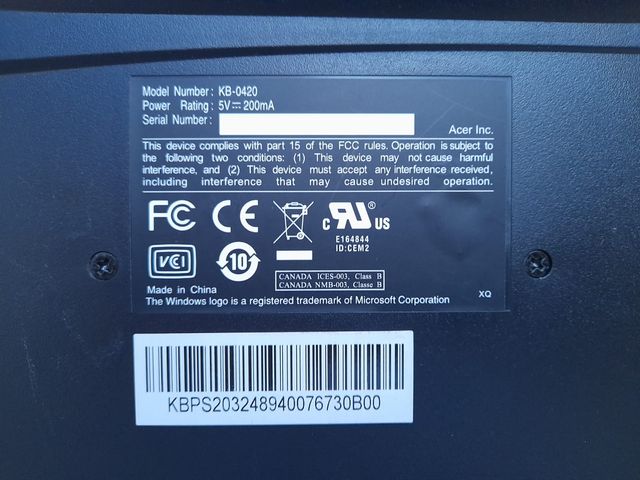 Model Number: KB-0420
Power Rating: 5V⎓200mA
Serial Number:
Acer Inc.
This device complies with part 15 of the FCC rules. Operation is subject to
the following two conditions: (1) This device may not cause harmful
interference, and (2) This device must accept any interference received,
including interference that may cause undesired operation.
FC CE c RU ® US
E164844
ID:CEM2
VCI 10
CANADA ICES-003, Class B
CANADA NMB-003, Classe B
Made in China
XQ
The Windows logo is a registered trademark of Microsoft Corporation
KBPS203248940076730B00